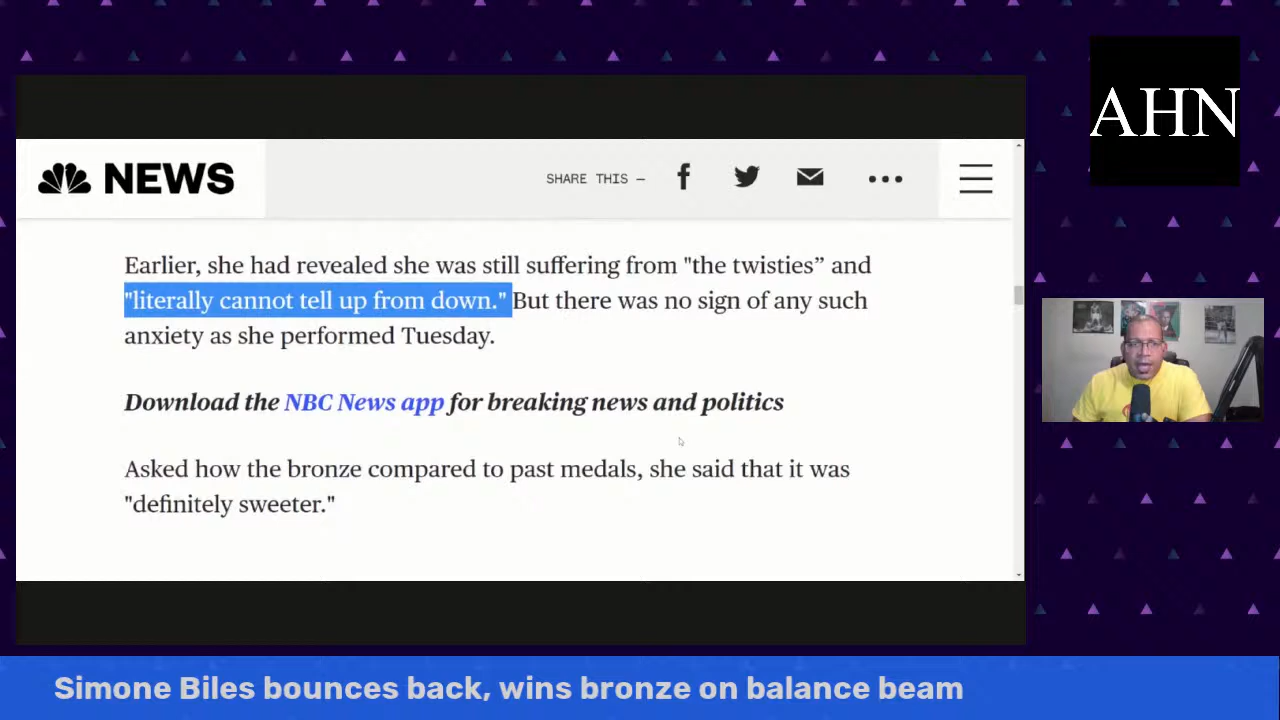 AHN
NEWS
SHARE THIS —
Earlier, she had revealed she was still suffering from "the twisties” and
"literally cannot tell up from down." But there was no sign of any such
anxiety as she performed Tuesday.
Download the NBC News app for breaking news and politics
Asked how the bronze compared to past medals, she said that it was
"definitely sweeter."
Simone Biles bounces back, wins bronze on balance beam